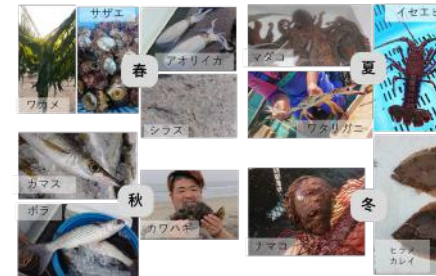 サザエ
ワカメ
春
アオリイカ
シラス
マダコ
夏
イセエビ
ワタリガニ
カマス
ボラ
秋
カワハギ
ナマコ
冬
ヒラメ
カレイ